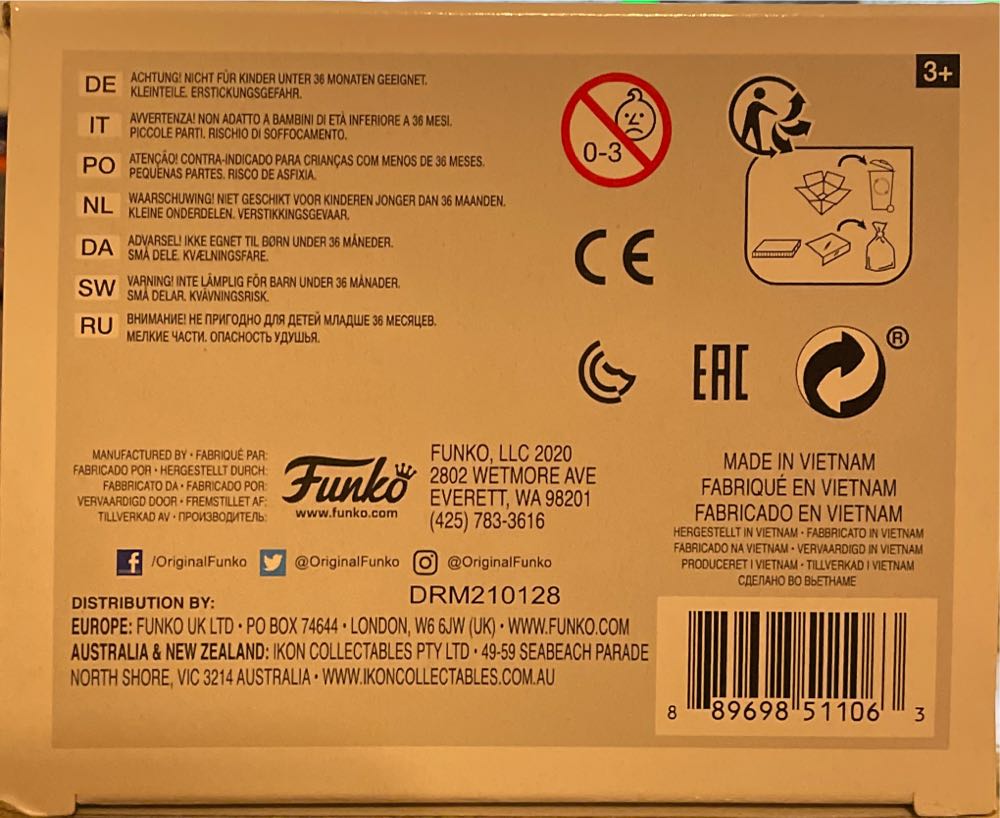 3+
DE ACHTUNG! NICHT FÜR KINDER UNTER 36 MONATEN GEEIGNET.
KLEINTEILE. ERSTICKUNGSGEFAHR.
IT AVVERTENZA! NON ADATTO A BAMBINI DI ETÀ INFERIORE A 36 MESI.
PICCOLE PARTI. RISCHIO DI SOFFOCAMENTO.
PO ATENÇÃO! CONTRA-INDICADO PARA CRIANÇAS COM MENOS DE 36 MESES.
PEQUENAS PARTES. RISCO DE ASFIXIA.
NL WAARSCHUWING! NIET GESCHIKT VOOR KINDEREN JONGER DAN 36 MAANDEN.
KLEINE ONDERDELEN. VERSTIKKINGSGEVAAR.
DA ADVARSEL! IKKE EGNET TIL BØRN UNDER 36 MÅNEDER.
SMÅ DELE. KVÆLNINGSFARE.
SW VARNING! INTE LÄMPLIG FÖR BARN UNDER 36 MÅNADER.
SMÅ DELAR. KVÄVNINGSRISK.
RU ВНИМАНИЕ! НЕ ПРИГОДНО ДЛЯ ДЕТЕЙ МЛАДШЕ 36 МЕСЯЦЕВ.
МЕЛКИЕ ЧАСТИ. ОПАСНОСТЬ УДУШЬЯ.
0-3
CE
EAC
®
MANUFACTURED BY • FABRIQUÉ PAR:
FABRICADO POR • HERGESTELLT DURCH:
FABBRICATO DA • FABRICADO POR:
VERVAARDIGD DOOR • FREMSTILLET AF:
TILLVERKAD AV • ПРОИЗВОДИТЕЛЬ:
Funko
www.funko.com
FUNKO, LLC 2020
2802 WETMORE AVE
EVERETT, WA 98201
(425) 783-3616
MADE IN VIETNAM
FABRIQUÉ EN VIETNAM
FABRICADO EN VIETNAM
HERGESTELLT IN VIETNAM • FABBRICATO IN VIETNAM
FABRICADO NA VIETNAM • VERVAARDIGD IN VIETNAM
PRODUCERET I VIETNAM • TILLVERKAD I VIETNAM
СДЕЛАНО ВО ВЬЕТНАМЕ
/OriginalFunko @OriginalFunko @OriginalFunko
DRM210128
DISTRIBUTION BY:
EUROPE: FUNKO UK LTD • PO BOX 74644 • LONDON, W6 6JW (UK) • WWW.FUNKO.COM
AUSTRALIA & NEW ZEALAND: IKON COLLECTABLES PTY LTD • 49-59 SEABEACH PARADE
NORTH SHORE, VIC 3214 AUSTRALIA • WWW.IKONCOLLECTABLES.COM.AU
8 89698 51106 3